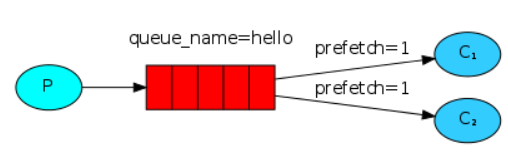 queue_name=hello
prefetch=1
C₁
P
prefetch=1
C₂